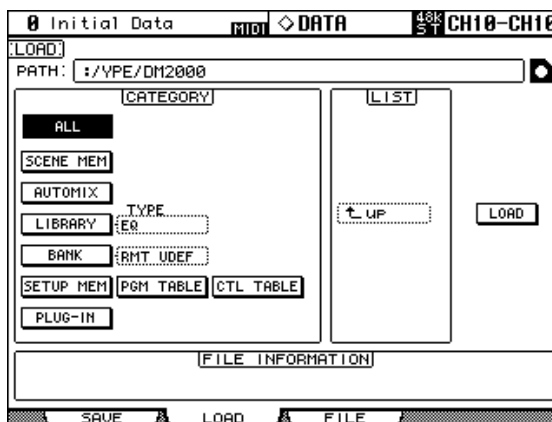 0 Initial Data MIDI ◇DATA 48K ST CH10-CH16
LOAD
PATH: :/YPE/DM2000
CATEGORY
LIST
ALL
SCENE MEM
AUTOMIX
TYPE
LIBRARY EQ
UP
LOAD
BANK RMT UDEF
SETUP MEM PGM TABLE CTL TABLE
PLUG-IN
FILE INFORMATION
SAVE LOAD FILE